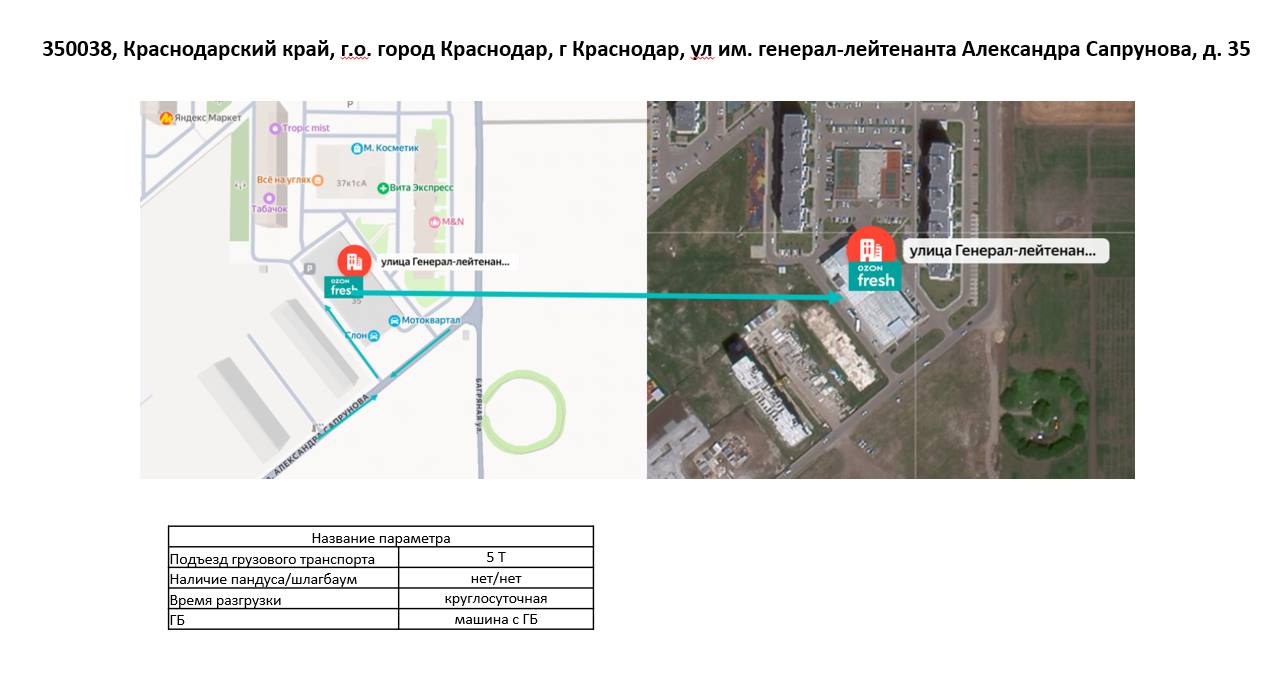 350038, Краснодарский край, г.о. город Краснодар, г Краснодар, ул им. генерал-лейтенанта Александра Сапрунова, д. 35
Яндекс Маркет
P
Tropic mist
М. Косметик
Всё на углях
37к1сА
Вита Экспресс
Табачок
M&N
P
улица Генерал-лейтенан...
ozon
fresh
35
Мотоквартал
Слон
БАГРЯНАЯ ул.
АЛЕКСАНДРА САПРУНОВА
улица Генерал-лейтенан...
ozon
fresh
Название параметра
Подъезд грузового транспорта 5 Т
Наличие пандуса/шлагбаум нет/нет
Время разгрузки круглосуточная
ГБ машина с ГБ